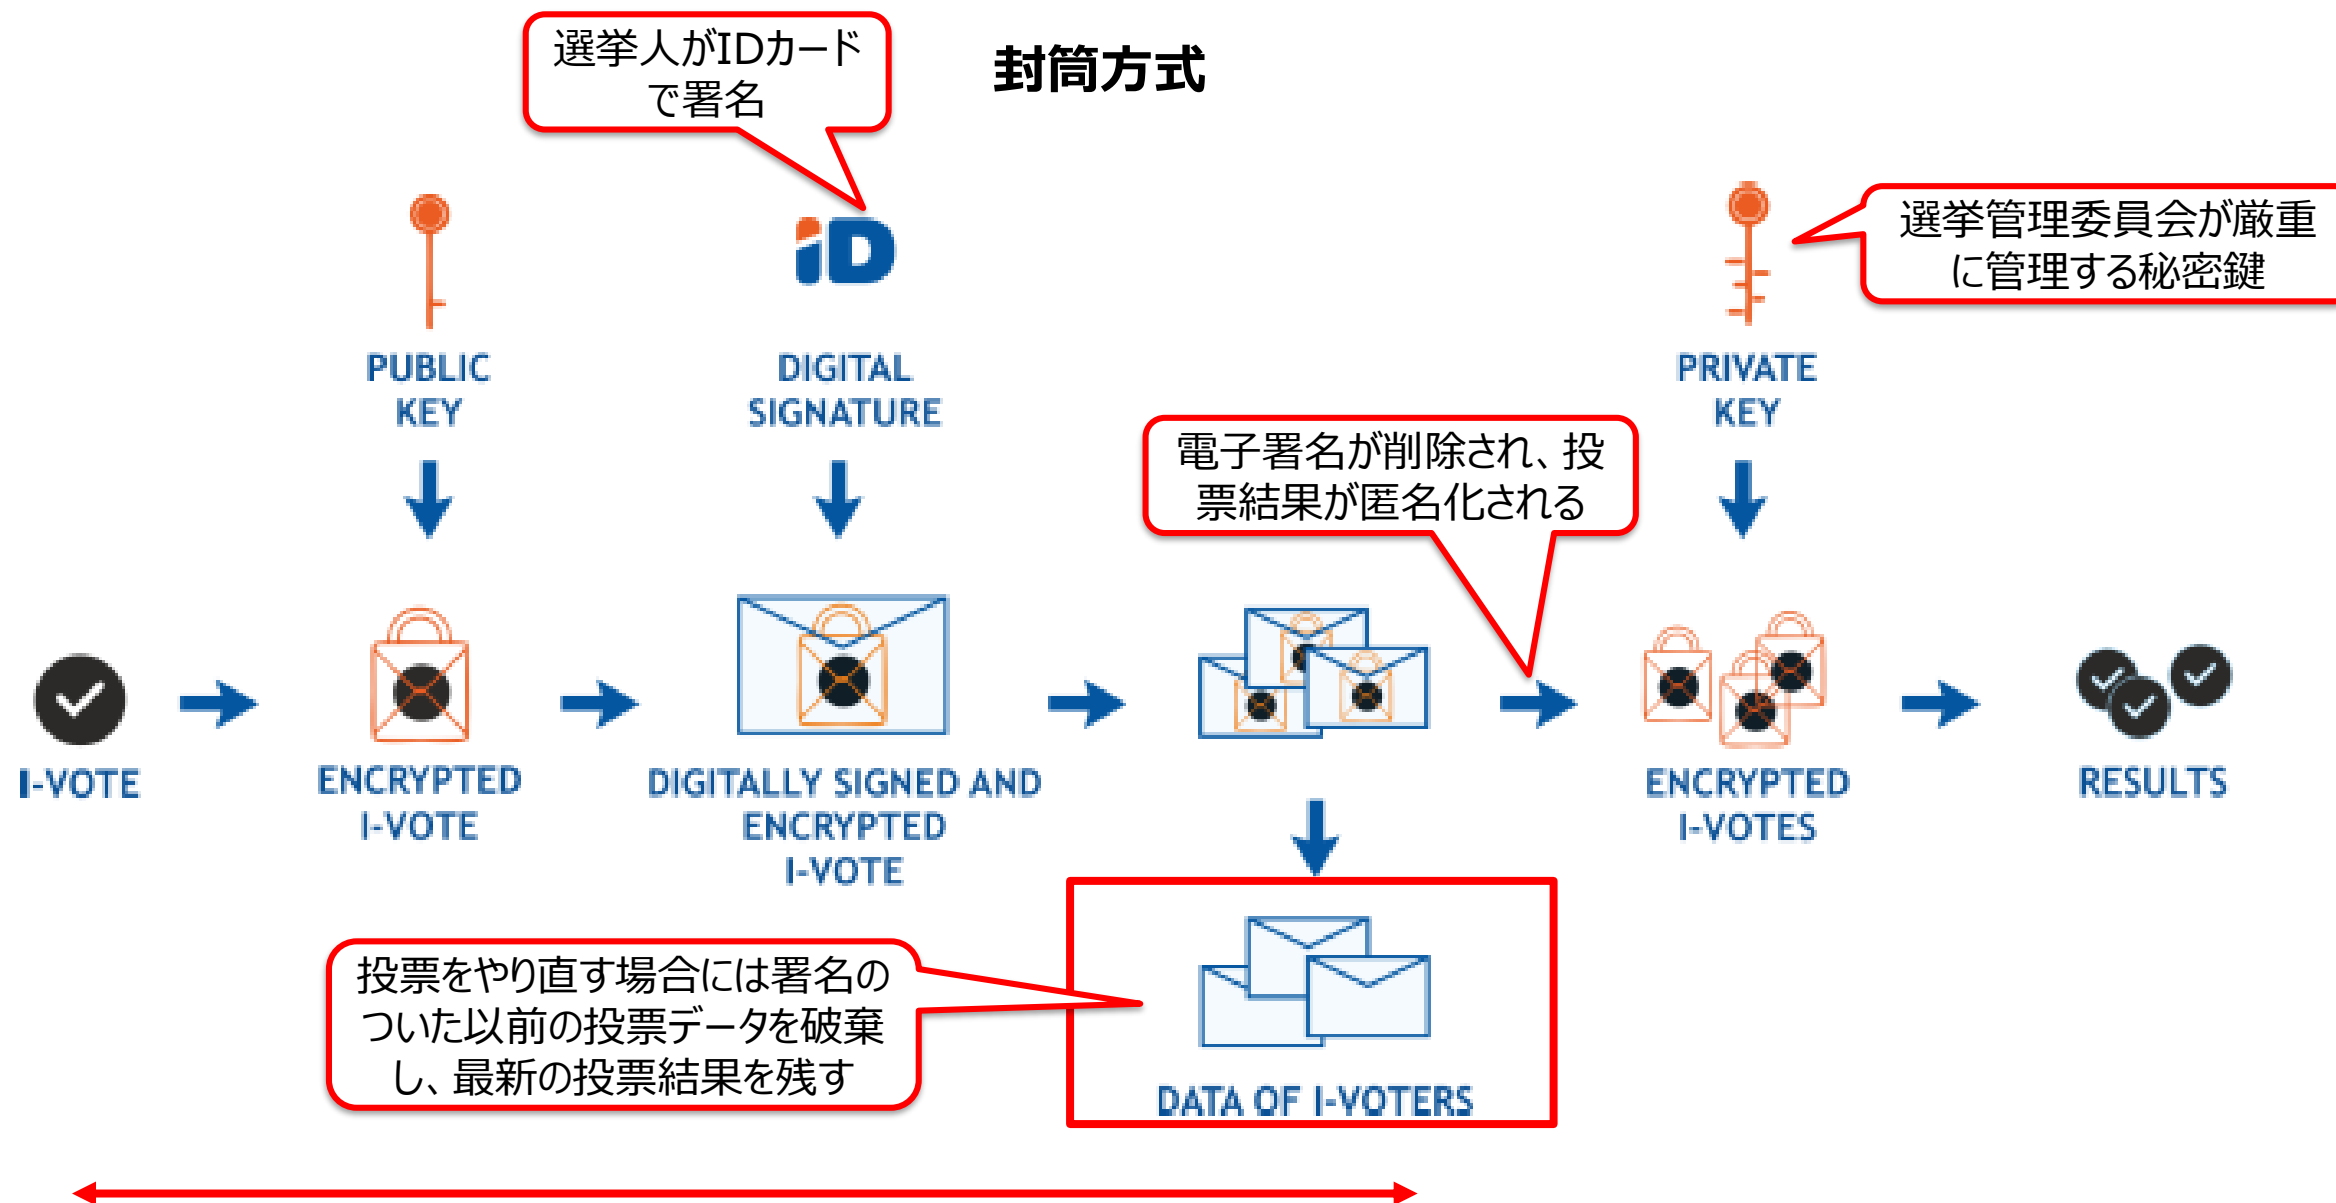 封筒方式
選挙人がIDカード
で署名
iD
選挙管理委員会が厳重
に管理する秘密鍵
PUBLIC
KEY
DIGITAL
SIGNATURE
PRIVATE
KEY
電子署名が削除され、投
票結果が匿名化される
I-VOTE
ENCRYPTED
I-VOTE
DIGITALLY SIGNED AND
ENCRYPTED
I-VOTE
ENCRYPTED
I-VOTES
RESULTS
投票をやり直す場合には署名の
ついた以前の投票データを破棄
し、最新の投票結果を残す
DATA OF I-VOTERS